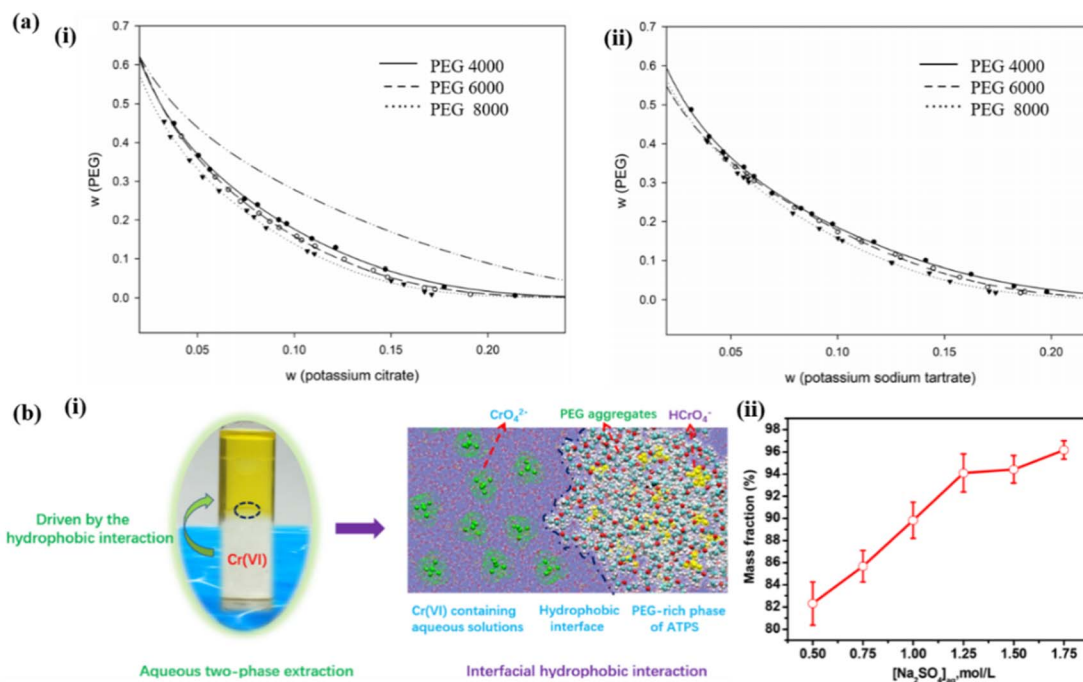 (a)
(i)
0.7
0.6
0.5
0.4
0.3
0.2
0.1
0.0
w (PEG)
PEG 4000
PEG 6000
PEG 8000
0.05
0.10
0.15
0.20
w (potassium citrate)
(ii)
0.7
0.6
0.5
0.4
0.3
0.2
0.1
0.0
w (PEG)
PEG 4000
PEG 6000
PEG 8000
0.05
0.10
0.15
0.20
w (potassium sodium tartrate)
(b)
(i)
Driven by the
hydrophobic interaction
Cr(VI)
Aqueous two-phase extraction
CrO₄²⁻
PEG aggregates
HCrO₄⁻
Cr(VI) containing
aqueous solutions
Hydrophobic
interface
PEG-rich phase
of ATPS
Interfacial hydrophobic interaction
(ii)
98
96
94
92
90
88
86
84
82
80
Mass fraction (%)
0.50
0.75
1.00
1.25
1.50
1.75